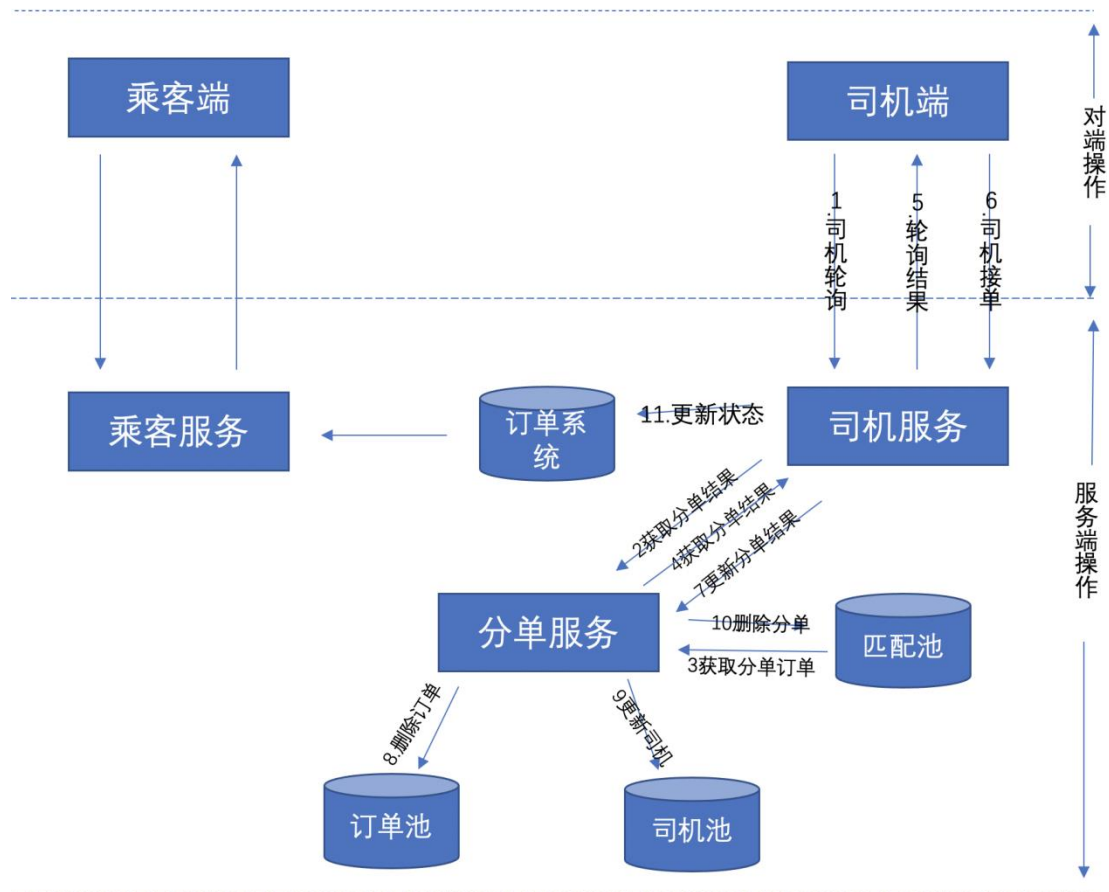 乘客端
司机端
对端操作
1.司机轮询
5.轮询结果
6.司机接单
乘客服务
订单系
统
11.更新状态
司机服务
服务端操作
2获取分单结果
4获取分单结果
7更新分单结果
分单服务
10删除分单
3获取分单订单
匹配池
8.删除订单
9更新司机
订单池
司机池